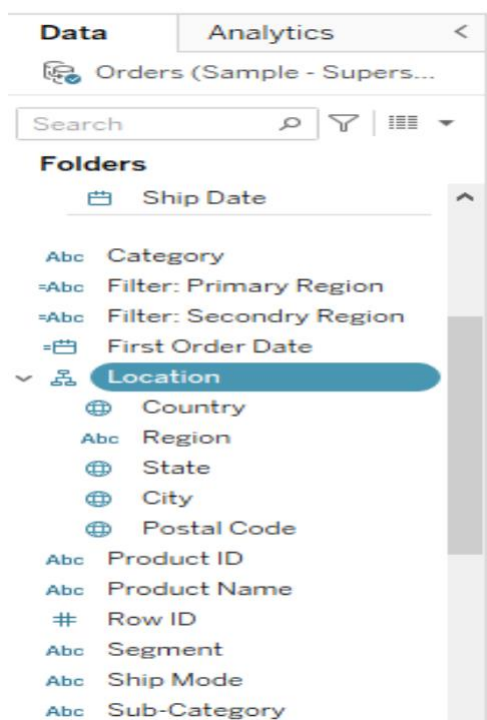 Data Analytics <
Orders (Sample - Supers...
Search
Folders
Ship Date
Abc Category
=Abc Filter: Primary Region
=Abc Filter: Secondry Region
= First Order Date
Location
Country
Abc Region
State
City
Postal Code
Abc Product ID
Abc Product Name
# Row ID
Abc Segment
Abc Ship Mode
Abc Sub-Category